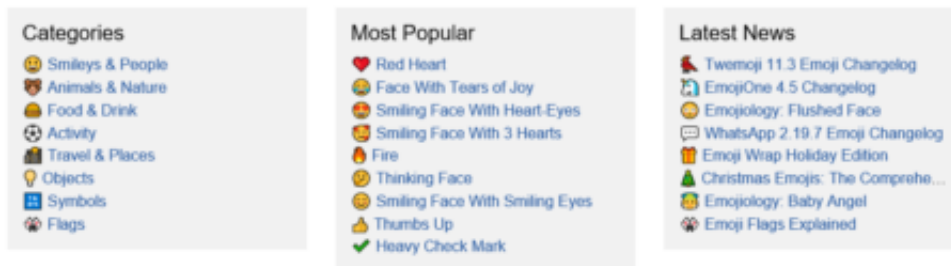 Categories
Smileys & People
Animals & Nature
Food & Drink
Activity
Travel & Places
Objects
Symbols
Flags
Most Popular
Red Heart
Face With Tears of Joy
Smiling Face With Heart-Eyes
Smiling Face With 3 Hearts
Fire
Thinking Face
Smiling Face With Smiling Eyes
Thumbs Up
Heavy Check Mark
Latest News
Twemoji 11.3 Emoji Changelog
EmojiOne 4.5 Changelog
Emojiology: Flushed Face
WhatsApp 2.19.7 Emoji Changelog
Emoji Wrap Holiday Edition
Christmas Emojis: The Comprehe...
Emojiology: Baby Angel
Emoji Flags Explained